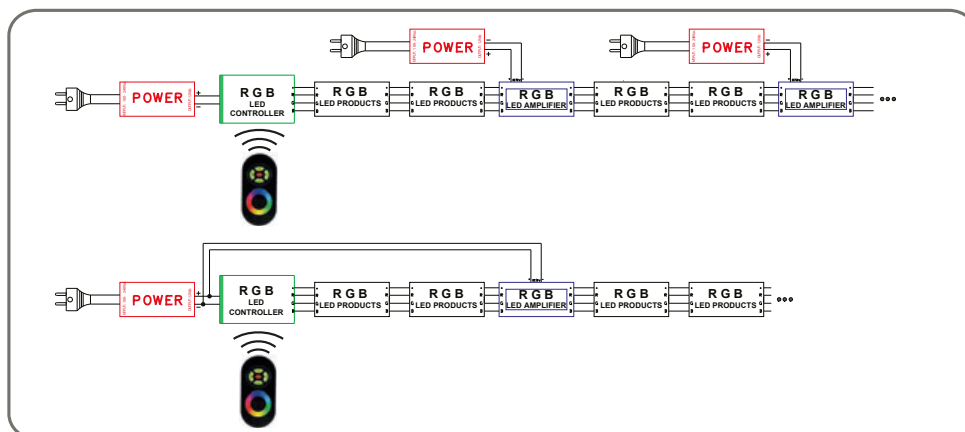 POWER
POWER
POWER
+
−
RGB
LED
CONTROLLER
RGB
LED PRODUCTS
RGB
LED PRODUCTS
RGB
LED AMPLIFIER
RGB
LED PRODUCTS
RGB
LED PRODUCTS
RGB
LED AMPLIFIER
POWER
+
−
RGB
LED
CONTROLLER
RGB
LED PRODUCTS
RGB
LED PRODUCTS
RGB
LED AMPLIFIER
RGB
LED PRODUCTS
RGB
LED PRODUCTS